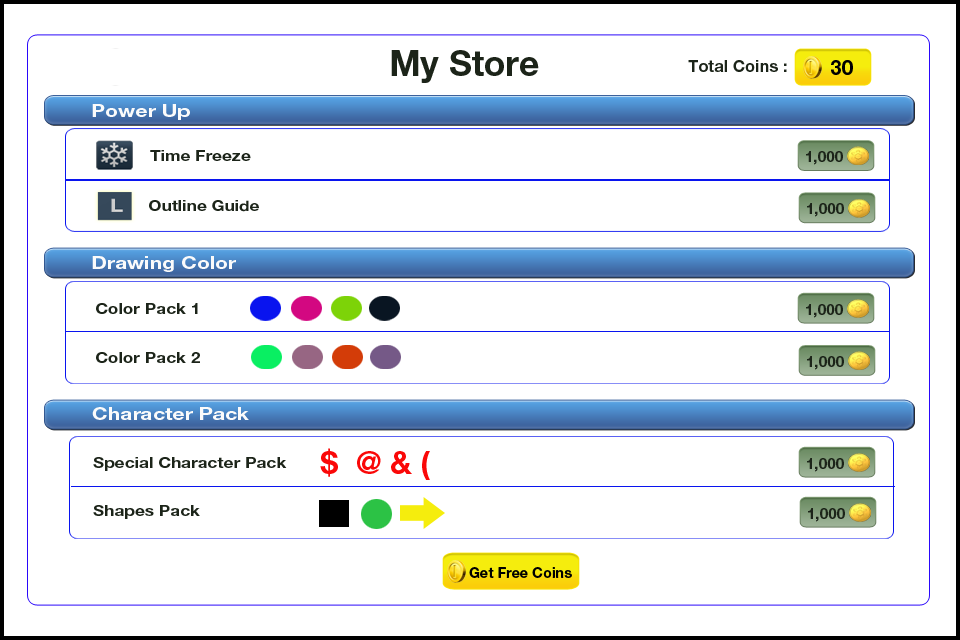 My Store
Total Coins : 30
Power Up
Time Freeze 1,000
L Outline Guide 1,000
Drawing Color
Color Pack 1 1,000
Color Pack 2 1,000
Character Pack
Special Character Pack $ @ & ( 1,000
Shapes Pack 1,000
Get Free Coins